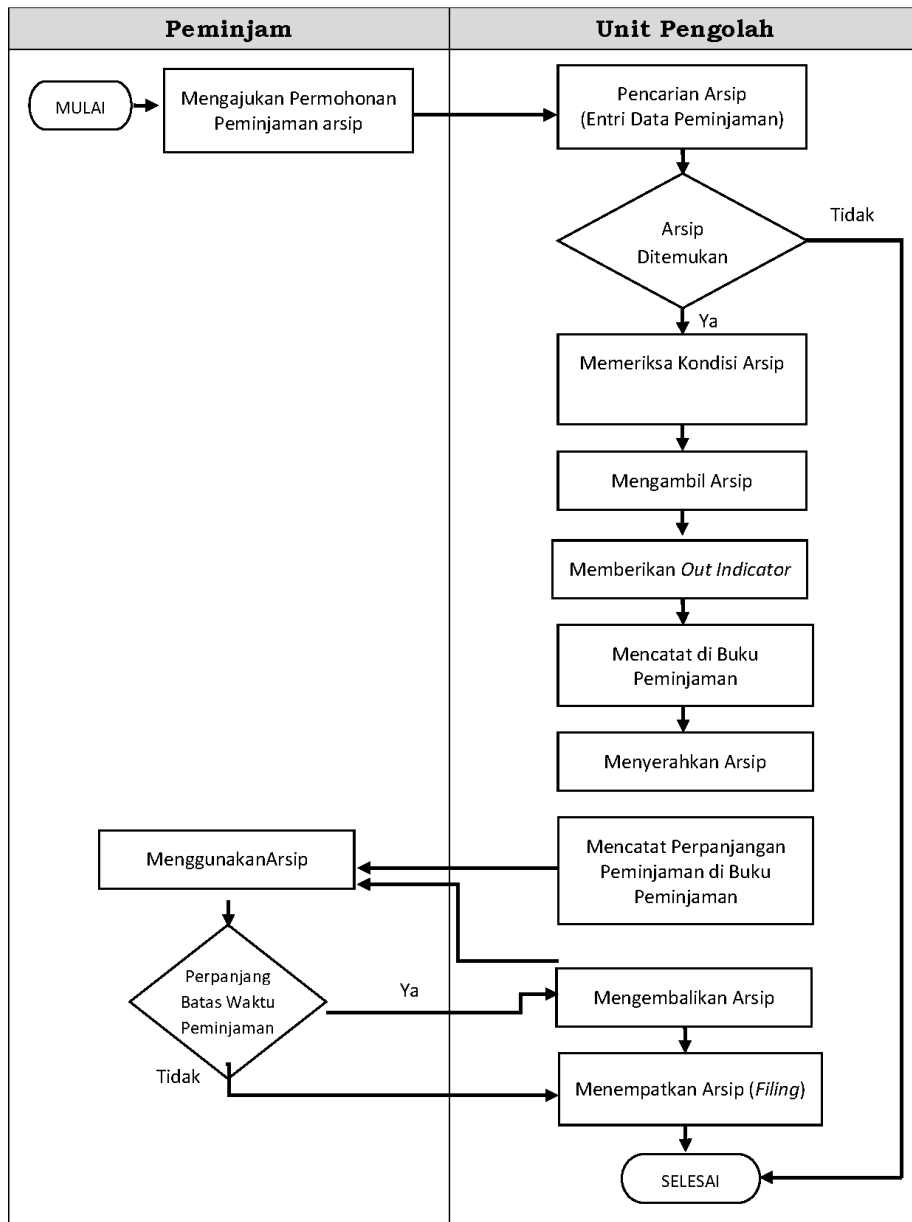 Peminjam
Unit Pengolah
MULAI
Mengajukan Permohonan
Peminjaman arsip
Pencarian Arsip
(Entri Data Peminjaman)
Arsip
Ditemukan
Tidak
Ya
Memeriksa Kondisi Arsip
Mengambil Arsip
Memberikan Out Indicator
Mencatat di Buku
Peminjaman
Menyerahkan Arsip
MenggunakanArsip
Mencatat Perpanjangan
Peminjaman di Buku
Peminjaman
Perpanjang
Batas Waktu
Peminjaman
Ya
Mengembalikan Arsip
Tidak
Menempatkan Arsip (Filing)
SELESAI